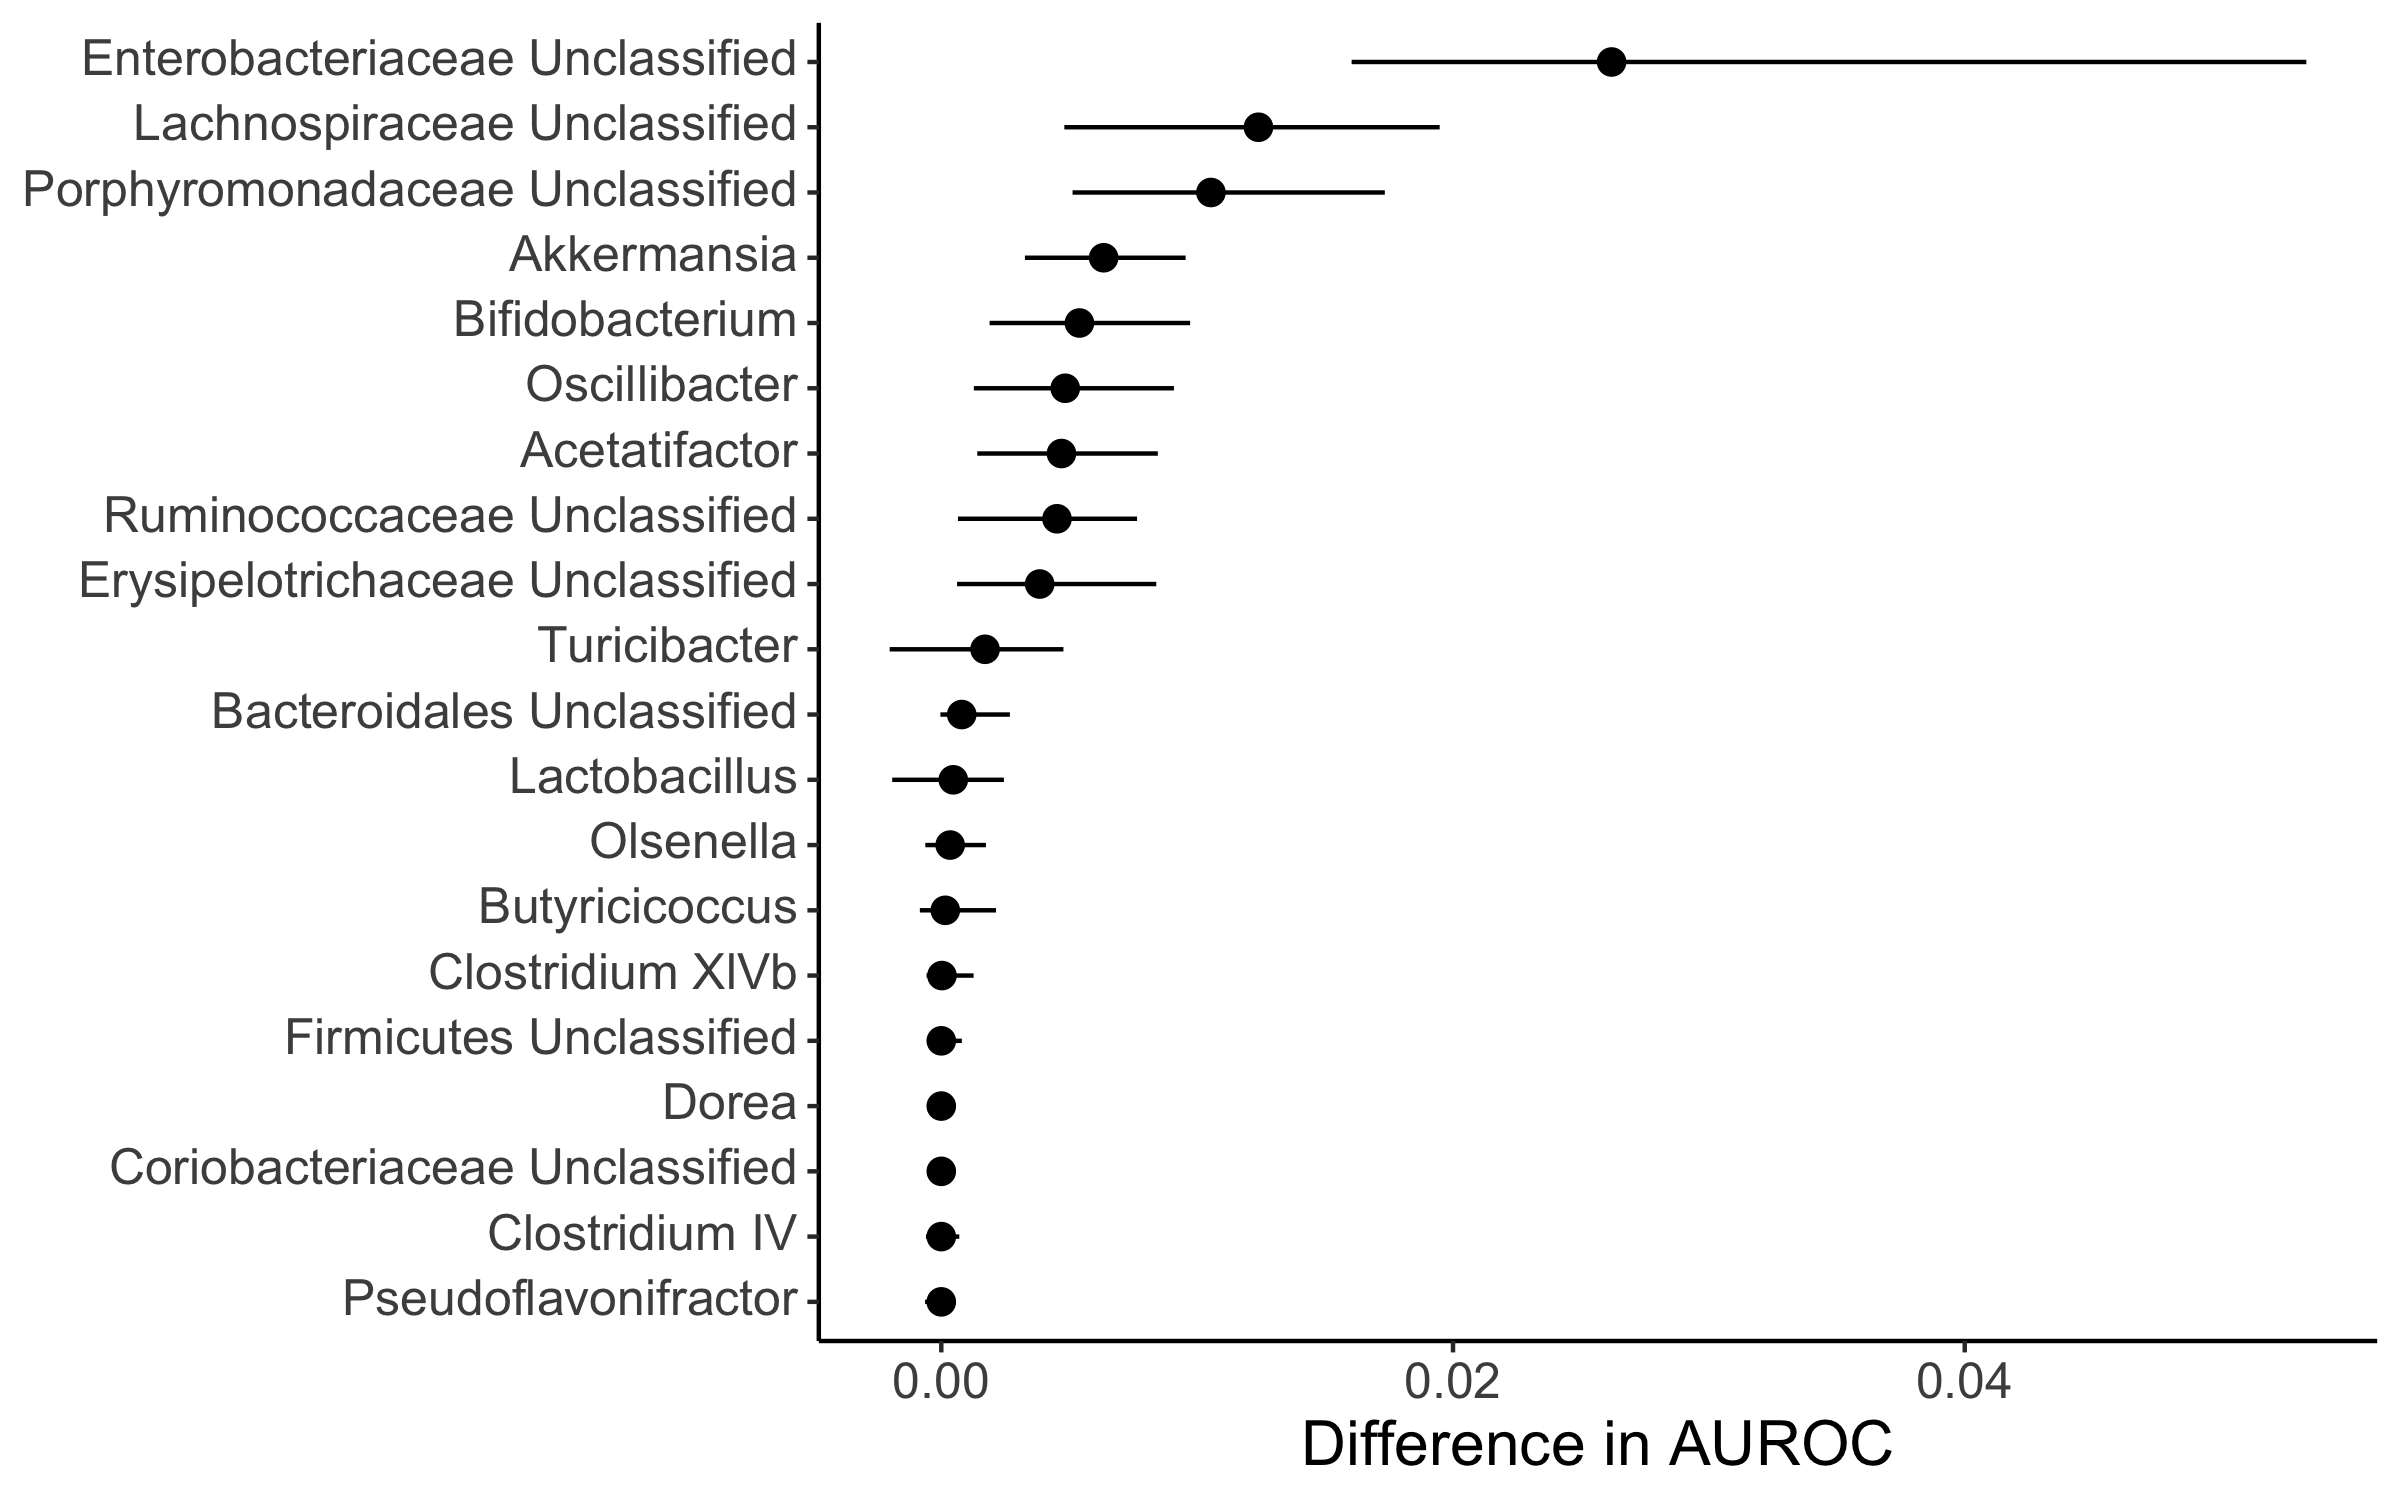 Enterobacteriaceae Unclassified
Lachnospiraceae Unclassified
Porphyromonadaceae Unclassified
Akkermansia
Bifidobacterium
Oscillibacter
Acetatifactor
Ruminococcaceae Unclassified
Erysipelotrichaceae Unclassified
Turicibacter
Bacteroidales Unclassified
Lactobacillus
Olsenella
Butyricicoccus
Clostridium XlVb
Firmicutes Unclassified
Dorea
Coriobacteriaceae Unclassified
Clostridium IV
Pseudoflavonifractor
0.00 0.02 0.04
Difference in AUROC